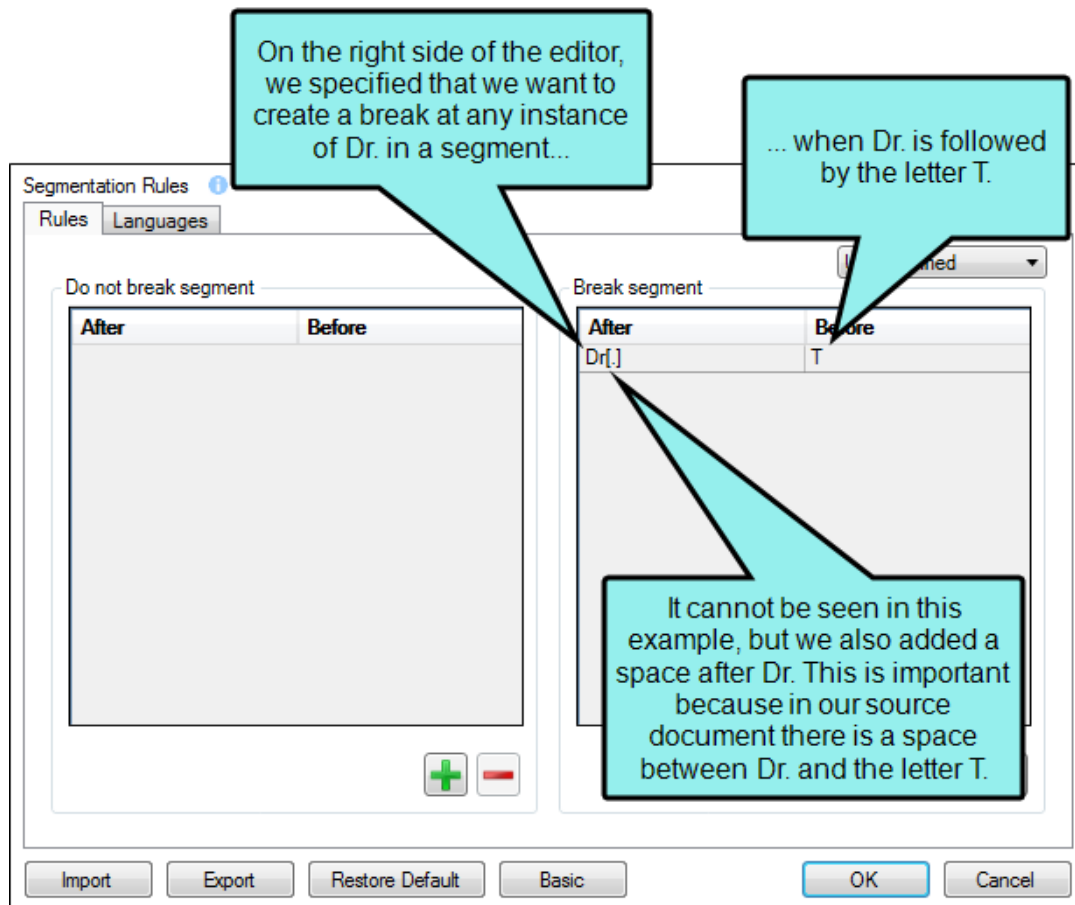 On the right side of the editor,
we specified that we want to
create a break at any instance
of Dr. in a segment...
... when Dr. is followed
by the letter T.
Segmentation Rules
Rules
Languages
Do not break segment
Break segment
After
Before
After
Dr[.]
T
It cannot be seen in this
example, but we also added a
space after Dr. This is important
because in our source
document there is a space
between Dr. and the letter T.
Import
Export
Restore Default
Basic
OK
Cancel